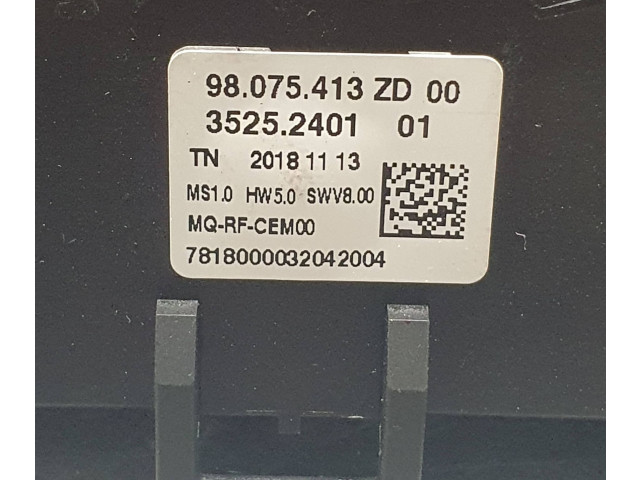 98.075.413 ZD 00
3525.2401 01
TN 2018 11 13
MS1.0 HW5.0 SWV8.00
MQ-RF-CEM00
7818000032042004